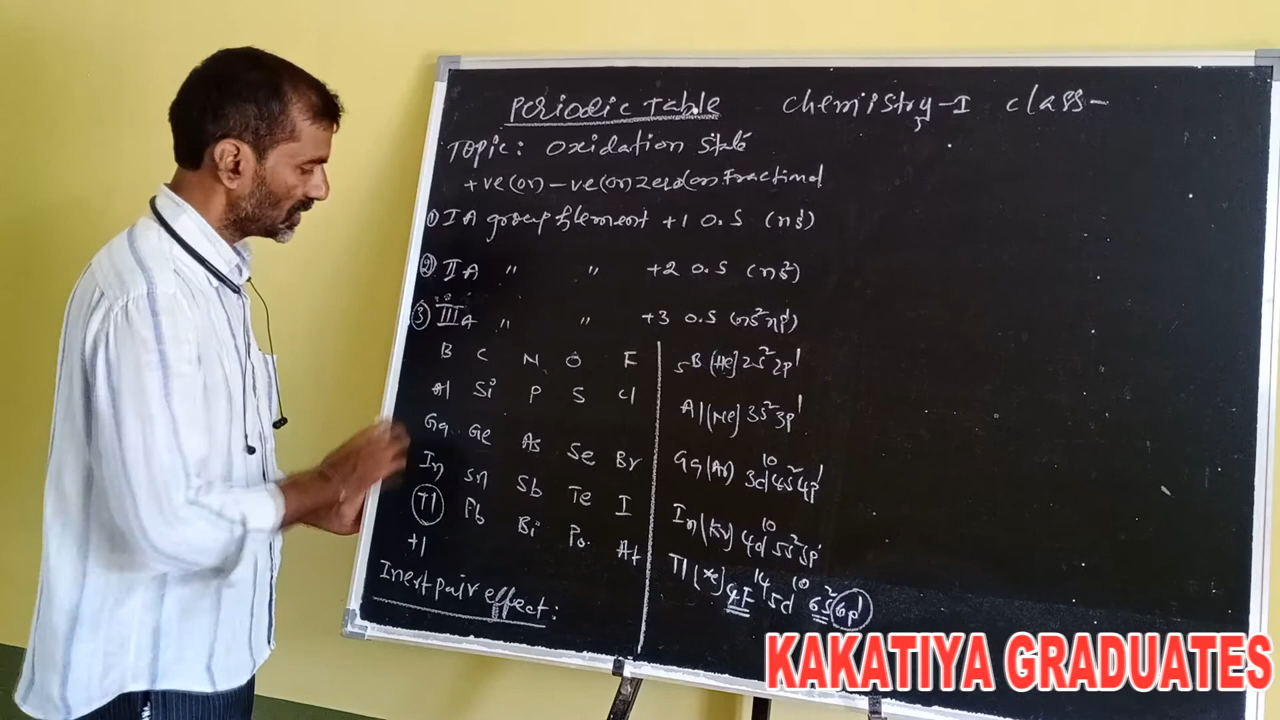 Periodic Table Chemistry-I class-
Topic: Oxidation State
+ve (or) -ve (or) zero (or) Fractional
① I A group Element +1 O.S (ns¹)
② II A " " +2 O.S (ns²)
③ III A " " +3 O.S (ns²np¹)
B C N O F
Al Si P S Cl
Ga Ge As Se Br
In Sn Sb Te I
Tl Pb Bi Po At
+1
Inert pair effect:
₅B [He] 2s² 2p¹
Al [Ne] 3s² 3p¹
Ga (Ar) 3d¹⁰ 4s² 4p¹
In (Kr) 4d¹⁰ 5s² 5p¹
Tl [Xe] 4F¹⁴ 5d¹⁰ 6s² 6p¹
KAKATIYA GRADUATES